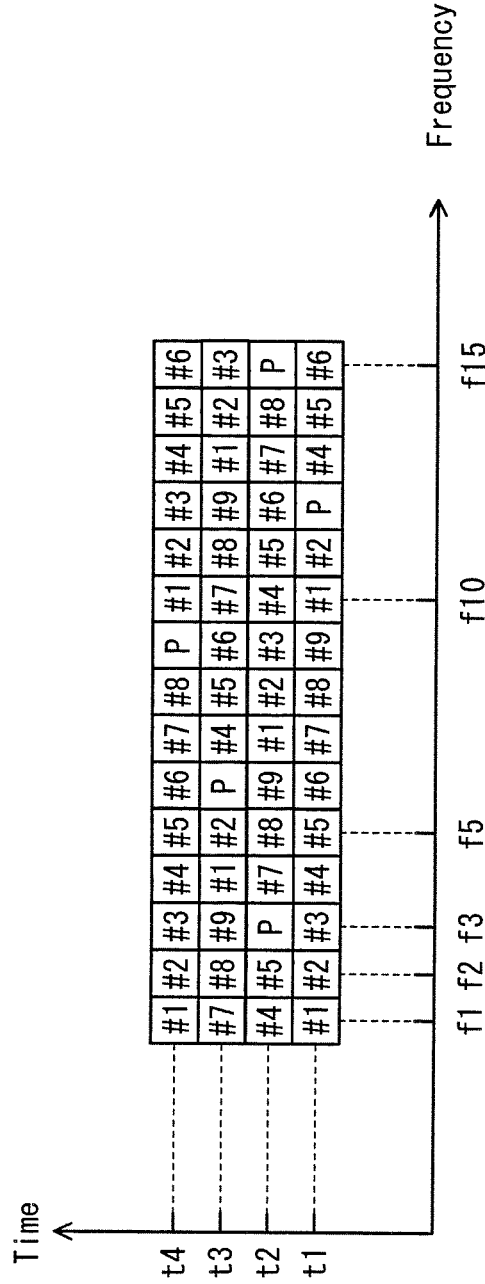 Time
t4 #1 #2 #3 #4 #5 #6 #7 #8 P #1 #2 #3 #4 #5 #6
t3 #7 #8 #9 #1 #2 P #4 #5 #6 #7 #8 #9 #1 #2 #3
t2 #4 #5 P #7 #8 #9 #1 #2 #3 #4 #5 #6 #7 #8 P
t1 #1 #2 #3 #4 #5 #6 #7 #8 #9 #1 #2 P #4 #5 #6
f1 f2 f3 f5 f10 f15
Frequency